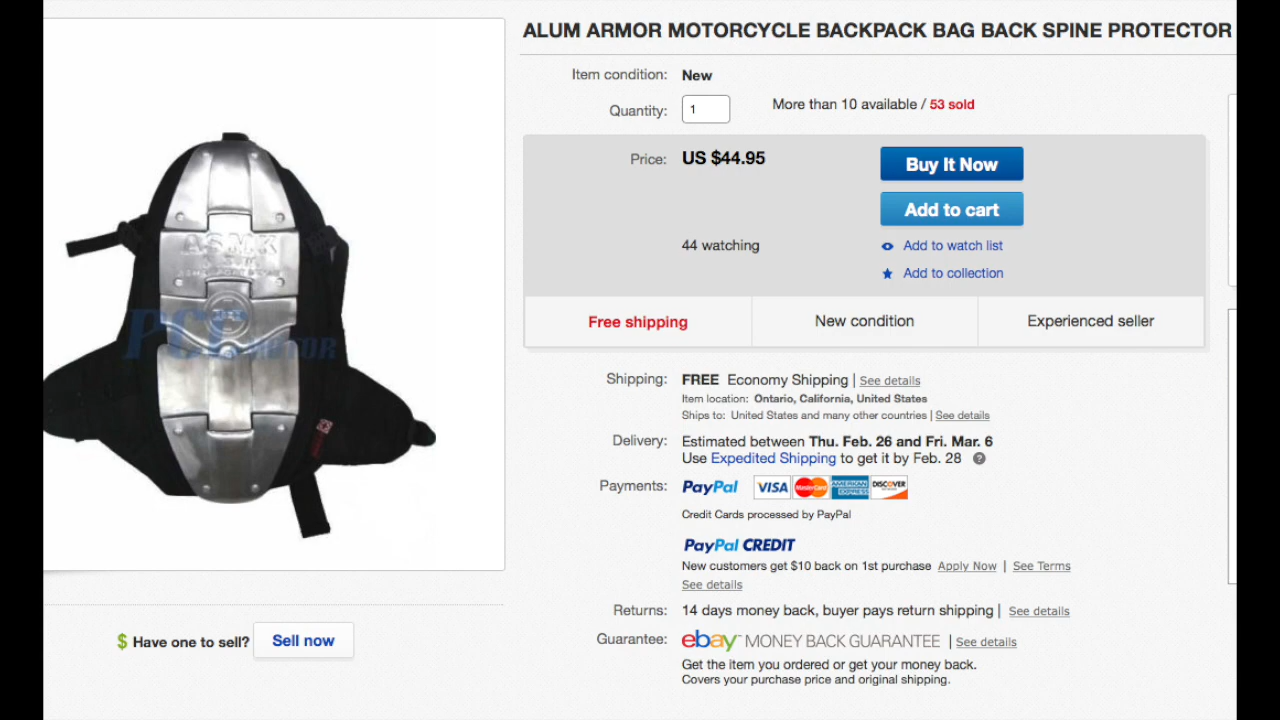 ALUM ARMOR MOTORCYCLE BACKPACK BAG BACK SPINE PROTECTOR
Item condition: New
Quantity: 1 More than 10 available / 53 sold
Price: US $44.95 Buy It Now
Add to cart
44 watching Add to watch list
Add to collection
Free shipping New condition Experienced seller
Shipping: FREE Economy Shipping | See details
Item location: Ontario, California, United States
Ships to: United States and many other countries | See details
Delivery: Estimated between Thu. Feb. 26 and Fri. Mar. 6
Use Expedited Shipping to get it by Feb. 28 ?
Payments: PayPal VISA MasterCard AMERICAN EXPRESS DISCOVER
Credit Cards processed by PayPal
PayPal CREDIT
New customers get $10 back on 1st purchase Apply Now | See Terms
See details
Returns: 14 days money back, buyer pays return shipping | See details
Guarantee: ebay MONEY BACK GUARANTEE | See details
Get the item you ordered or get your money back.
Covers your purchase price and original shipping.
A.S.M.K
PCC MOTOR
$ Have one to sell? Sell now